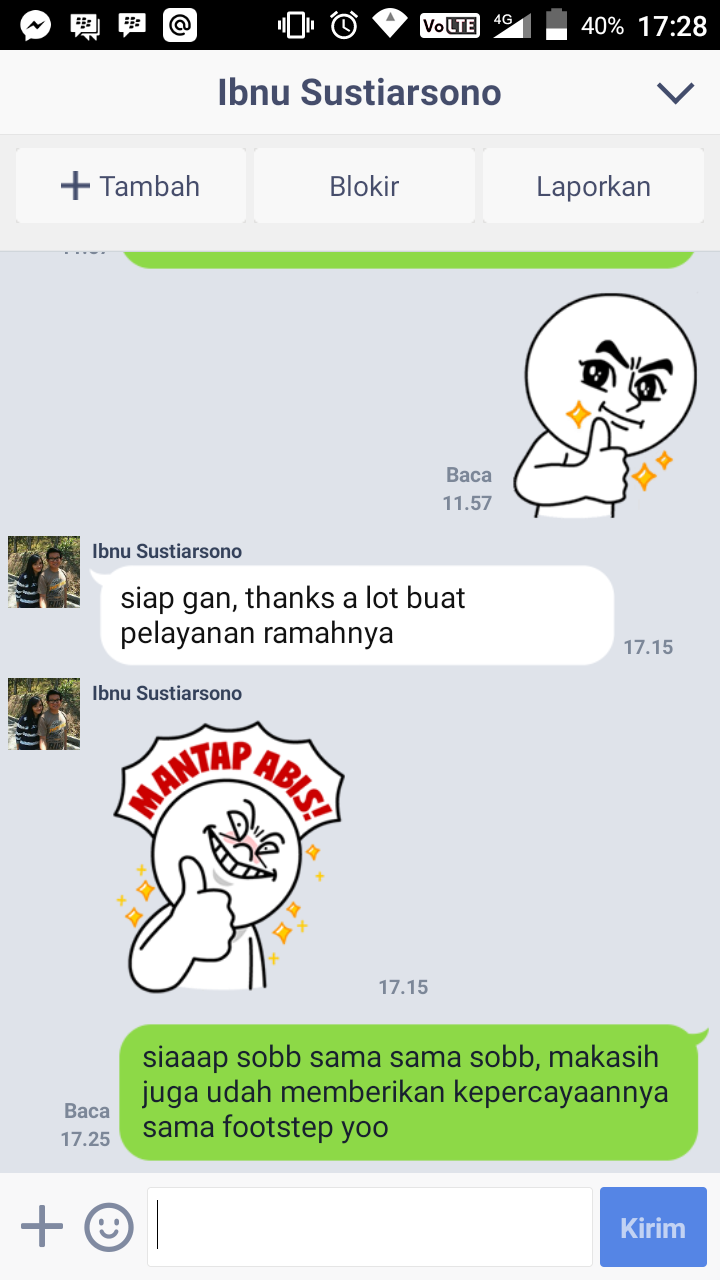 Vo LTE 4G 40% 17:28
Ibnu Sustiarsono
Tambah Blokir Laporkan
Baca
11.57
Ibnu Sustiarsono
siap gan, thanks a lot buat
pelayanan ramahnya
17.15
Ibnu Sustiarsono
MANTAP ABIS!
17.15
siaaap sobb sama sama sobb, makasih
juga udah memberikan kepercayaannya
sama footstep yoo
Baca
17.25
Kirim